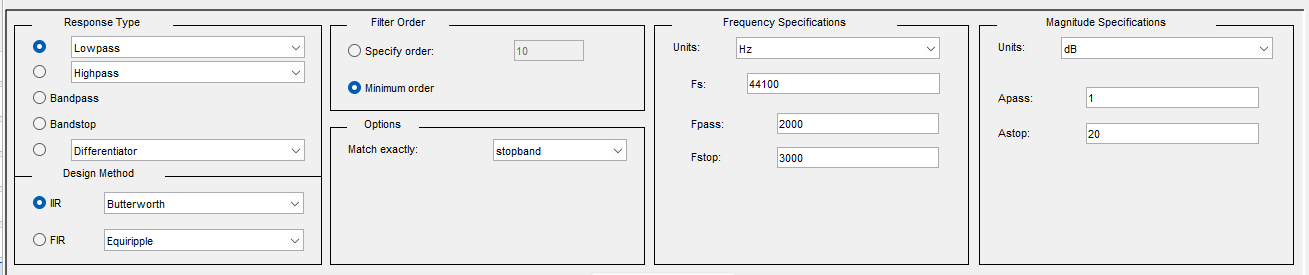 Response Type
Lowpass
Highpass
Bandpass
Bandstop
Differentiator
Design Method
IIR Butterworth
FIR Equiripple
Filter Order
Specify order: 10
Minimum order
Options
Match exactly: stopband
Frequency Specifications
Units: Hz
Fs: 44100
Fpass: 2000
Fstop: 3000
Magnitude Specifications
Units: dB
Apass: 1
Astop: 20